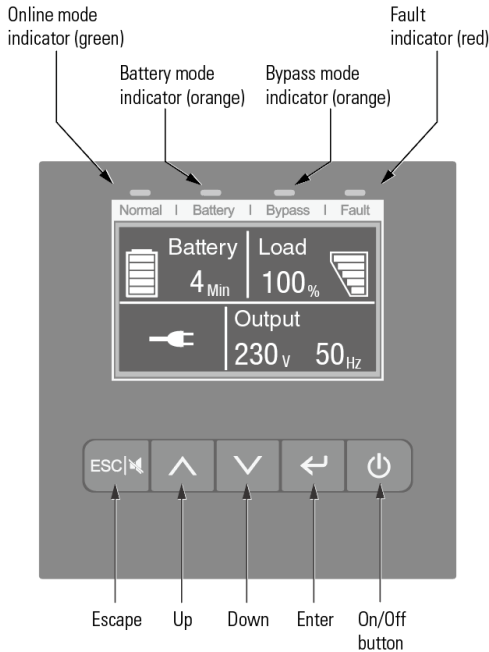 Online mode
indicator (green)
Fault
indicator (red)
Battery mode
indicator (orange)
Bypass mode
indicator (orange)
Normal | Battery | Bypass | Fault
Battery
4 Min
Load
100 %
Output
230 V 50 Hz
ESC
Escape
Up
Down
Enter
On/Off
button